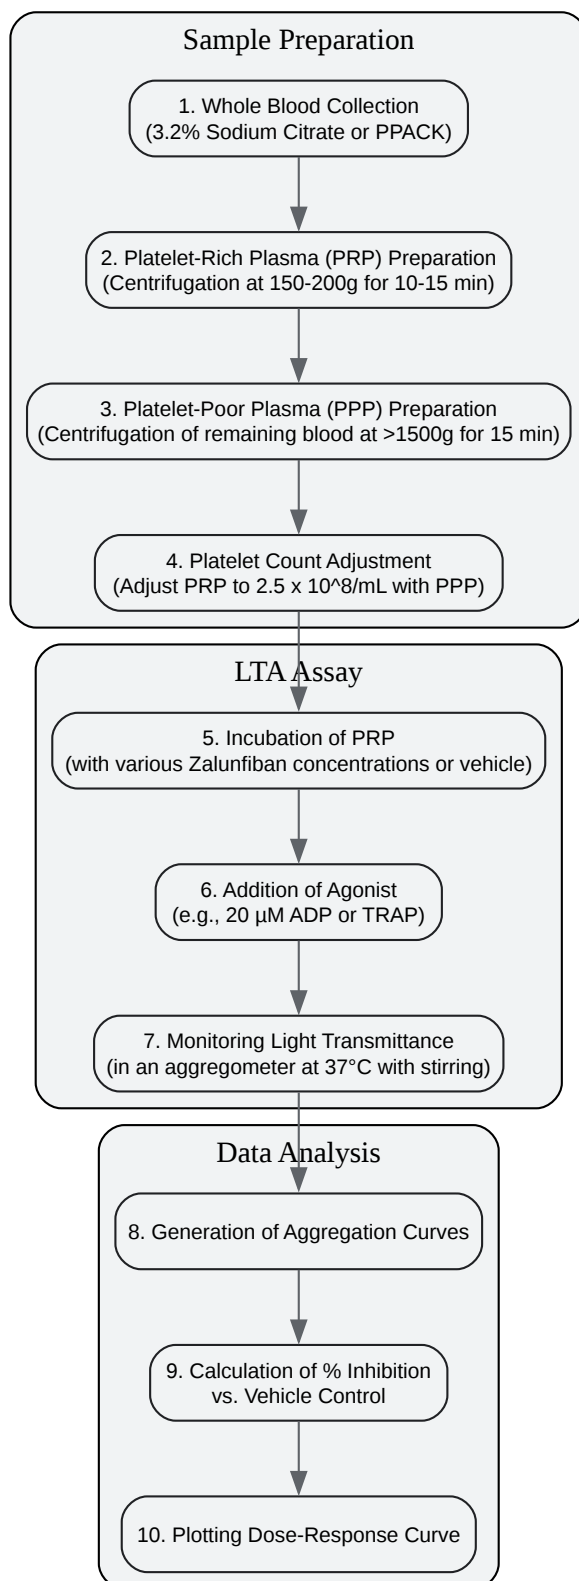 Sample Preparation
1. Whole Blood Collection
(3.2% Sodium Citrate or PPACK)
2. Platelet-Rich Plasma (PRP) Preparation
(Centrifugation at 150-200g for 10-15 min)
3. Platelet-Poor Plasma (PPP) Preparation
(Centrifugation of remaining blood at >1500g for 15 min)
4. Platelet Count Adjustment
(Adjust PRP to 2.5 x 10^8/mL with PPP)
LTA Assay
5. Incubation of PRP
(with various Zalunfiban concentrations or vehicle)
6. Addition of Agonist
(e.g., 20 µM ADP or TRAP)
7. Monitoring Light Transmittance
(in an aggregometer at 37°C with stirring)
Data Analysis
8. Generation of Aggregation Curves
9. Calculation of % Inhibition
vs. Vehicle Control
10. Plotting Dose-Response Curve